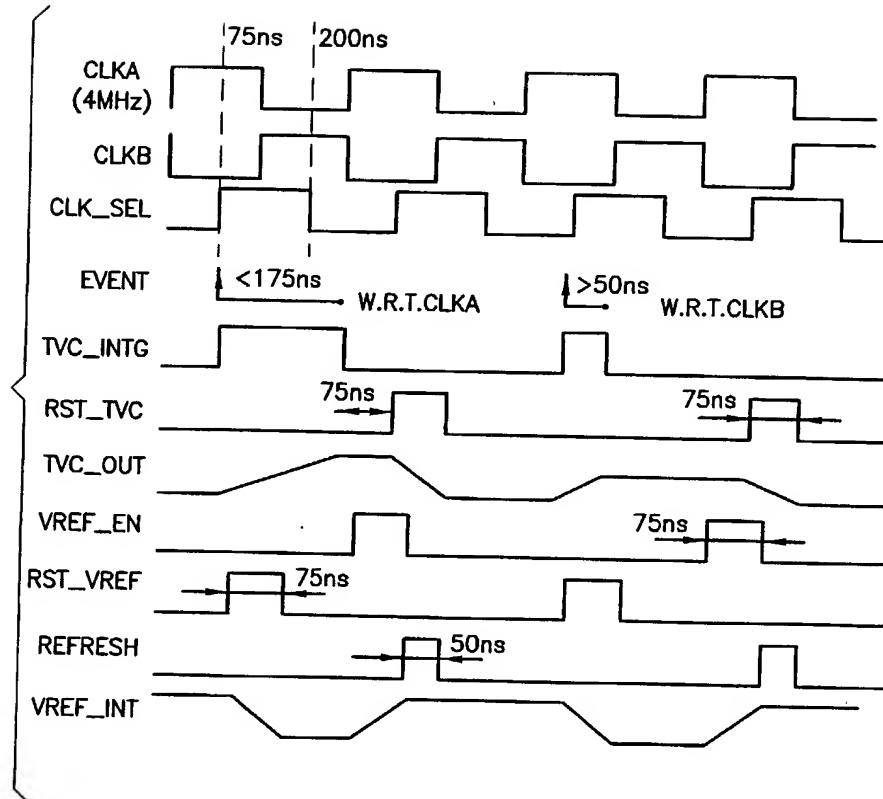 75ns 200ns
CLKA
(4MHz)
CLKB
CLK_SEL
EVENT <175ns W.R.T.CLKA >50ns W.R.T.CLKB
TVC_INTG
RST_TVC 75ns 75ns
TVC_OUT
VREF_EN 75ns
RST_VREF 75ns
REFRESH 50ns
VREF_INT